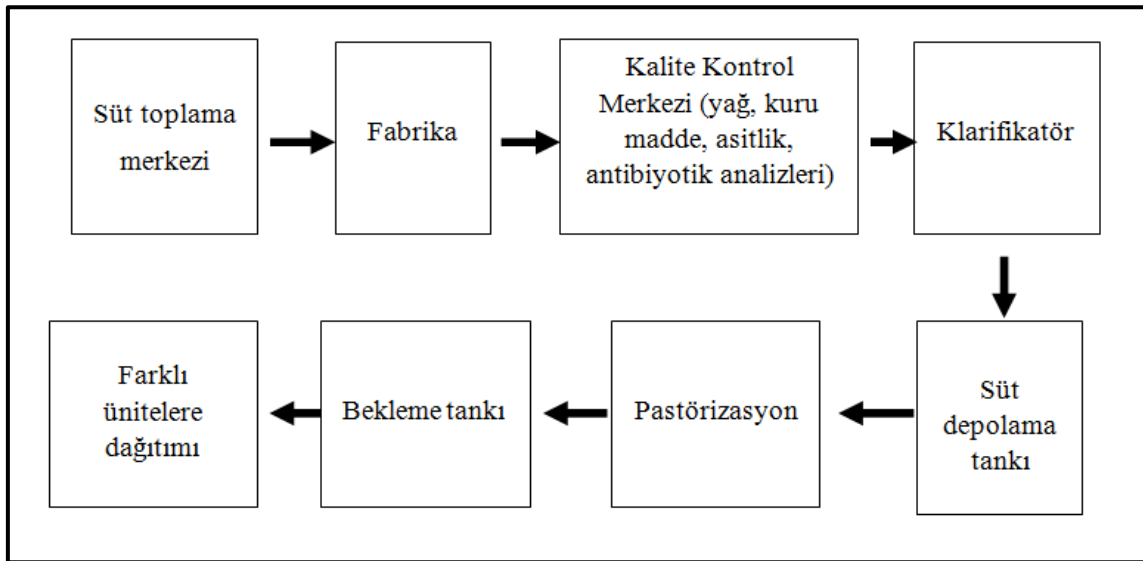 Süt toplama
merkezi
Fabrika
Kalite Kontrol
Merkezi (yağ, kuru
madde, asitlik,
antibiyotik analizleri)
Klarifikatör
Süt
depolama
tankı
Pastörizasyon
Bekleme tankı
Farklı
ünitelere
dağıtımı